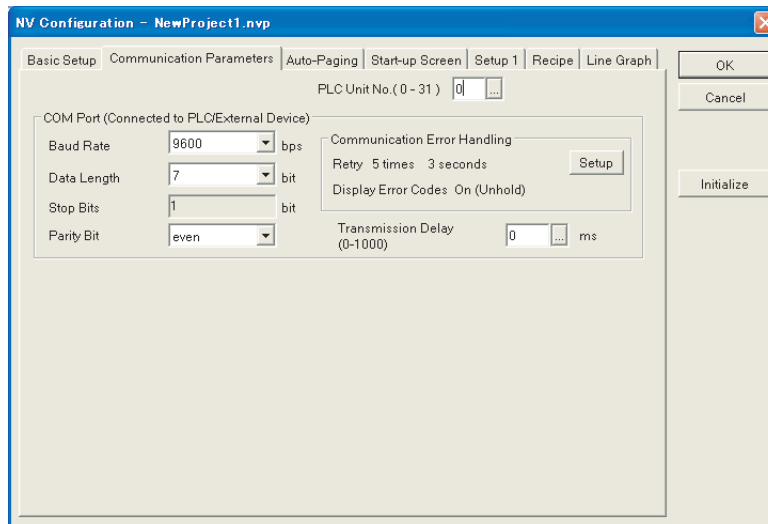 NV Configuration - NewProject1.nvp
Basic Setup Communication Parameters Auto-Paging Start-up Screen Setup 1 Recipe Line Graph
OK
PLC Unit No.( 0 - 31 ) 0 ...
Cancel
COM Port (Connected to PLC/External Device)
Baud Rate 9600 bps
Communication Error Handling
Retry 5 times 3 seconds Setup
Data Length 7 bit
Display Error Codes On (Unhold)
Initialize
Stop Bits 1 bit
Parity Bit even
Transmission Delay
(0-1000) 0 ... ms